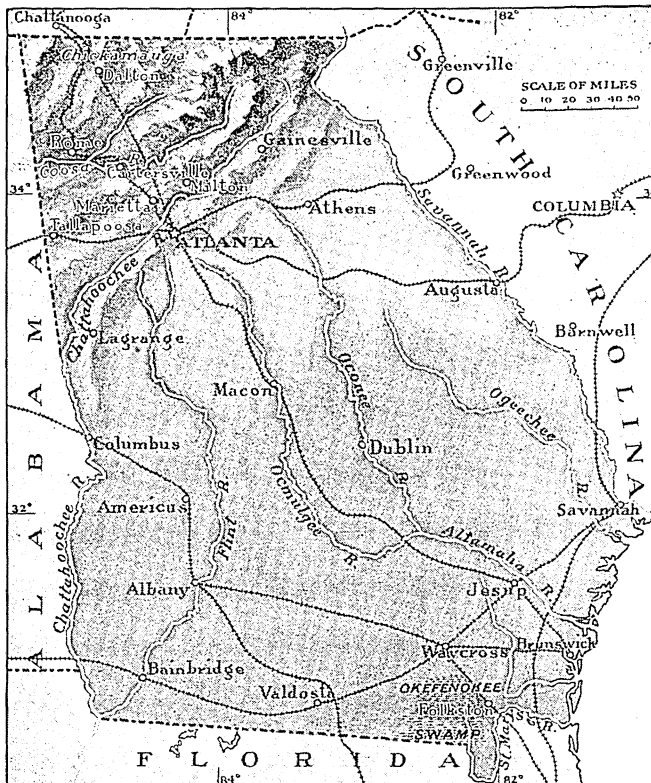 84 82
Chattanooga
Chickamauga
Dalton
Greenville
SOUTH
SCALE OF MILES
0 10 20 30 40 50
Rome
Coosa R.
Cartersville
Gainesville
Milton
Greenwood
34
Marietta
Athens
Savannah R.
COLUMBIA
Tallapoosa
ATLANTA
CAROLINA
Chattahoochee R.
Augusta
Lagrange
Barnwell
ALABAMA
Macon
Oconee R.
Ogeechee R.
Columbus
Dublin
Ocmulgee R.
Americus
Flint R.
32°
Savannah
Chattahoochee R.
Altamaha R.
Albany
Jesup
Waycross
Brunswick
Bainbridge
Valdosta
OKEFENOKEE
Folkston
SWAMP
St. Mary's R.
FLORIDA
84° 82